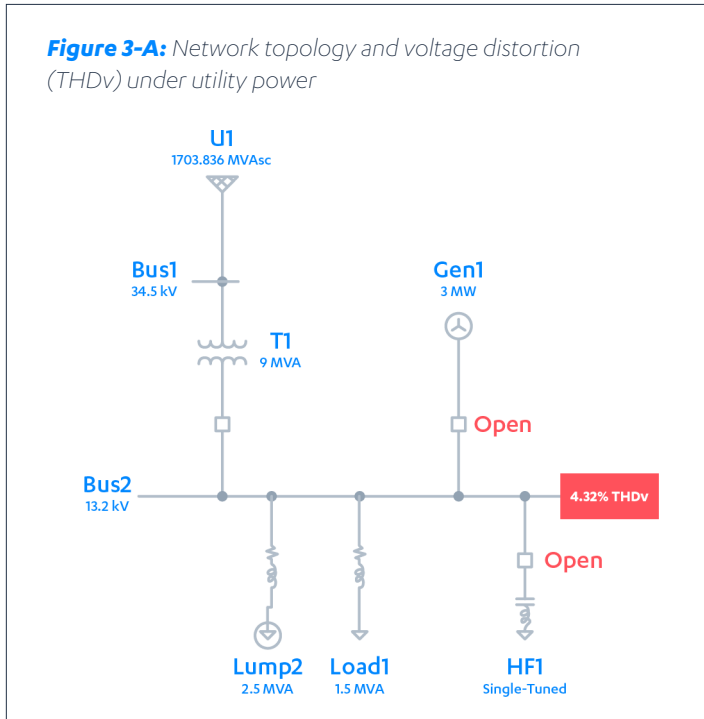 Figure 3-A: Network topology and voltage distortion
(THDv) under utility power
U1
1703.836 MVAsc
Bus1
34.5 kV
Gen1
3 MW
T1
9 MVA
Open
Bus2
13.2 kV
4.32% THDv
Open
Lump2
2.5 MVA
Load1
1.5 MVA
HF1
Single-Tuned